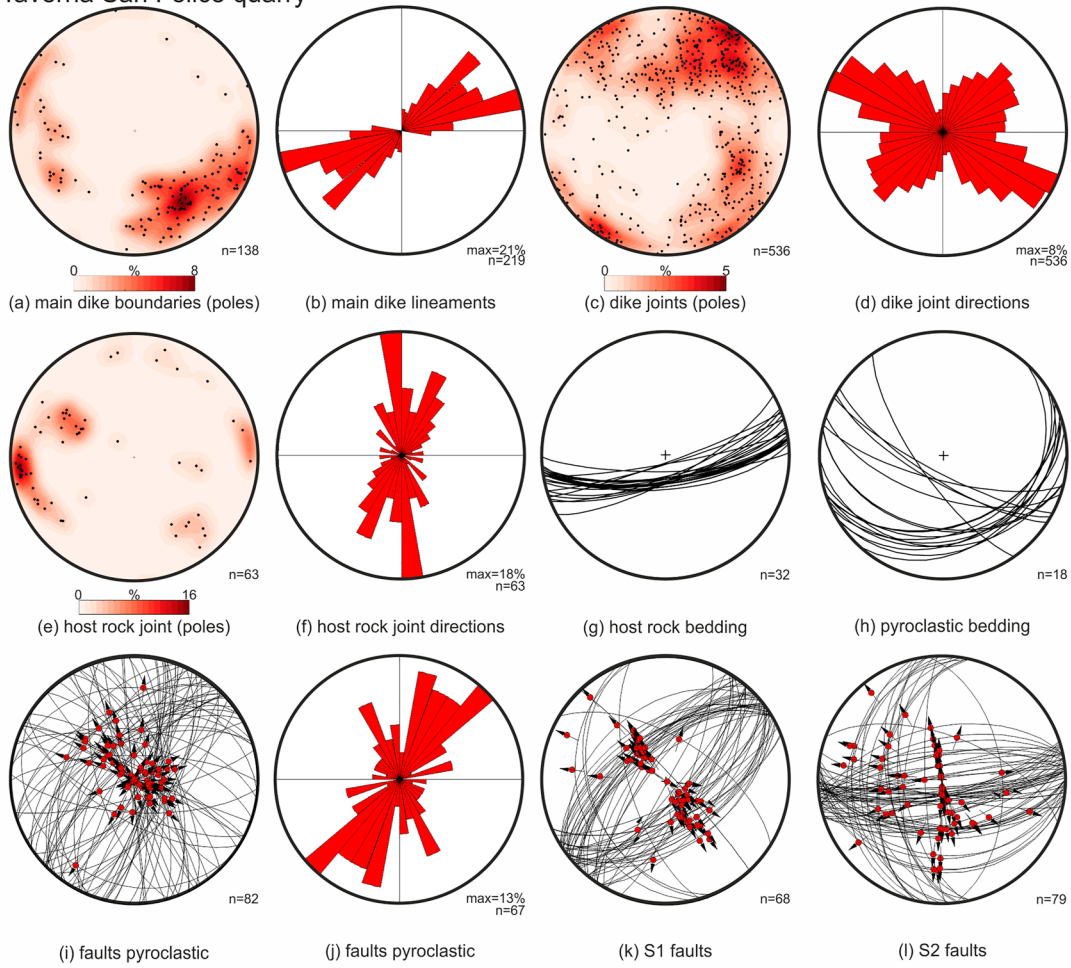 San quarry
n=138
0 % 8
(a) main dike boundaries (poles)
max=21%
n=219
(b) main dike lineaments
n=536
0 % 5
(c) dike joints (poles)
max=8%
n=536
(d) dike joint directions
n=63
0 % 16
(e) host rock joint (poles)
max=18%
n=63
(f) host rock joint directions
n=32
(g) host rock bedding
n=18
(h) pyroclastic bedding
n=82
(i) faults pyroclastic
max=13%
n=67
(j) faults pyroclastic
n=68
(k) S1 faults
n=79
(l) S2 faults